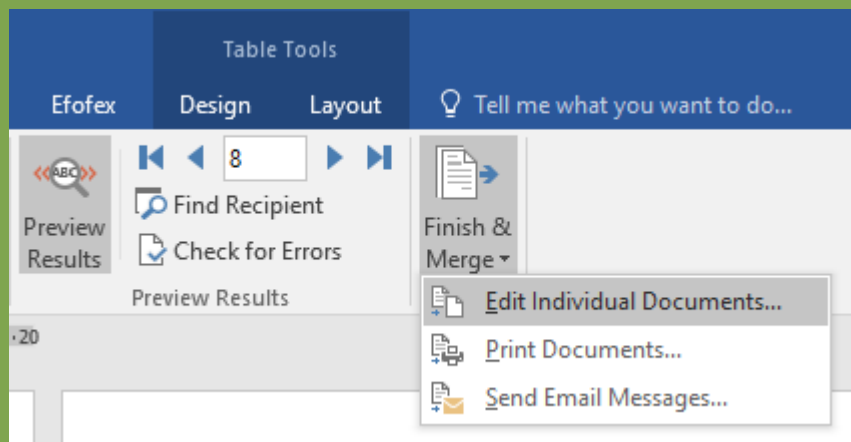 Table Tools
Efofex Design Layout Tell me what you want to do...
«ABC»
8
Find Recipient
Check for Errors
Preview
Results
Preview Results
Finish &
Merge
Edit Individual Documents...
Print Documents...
Send Email Messages...
·20